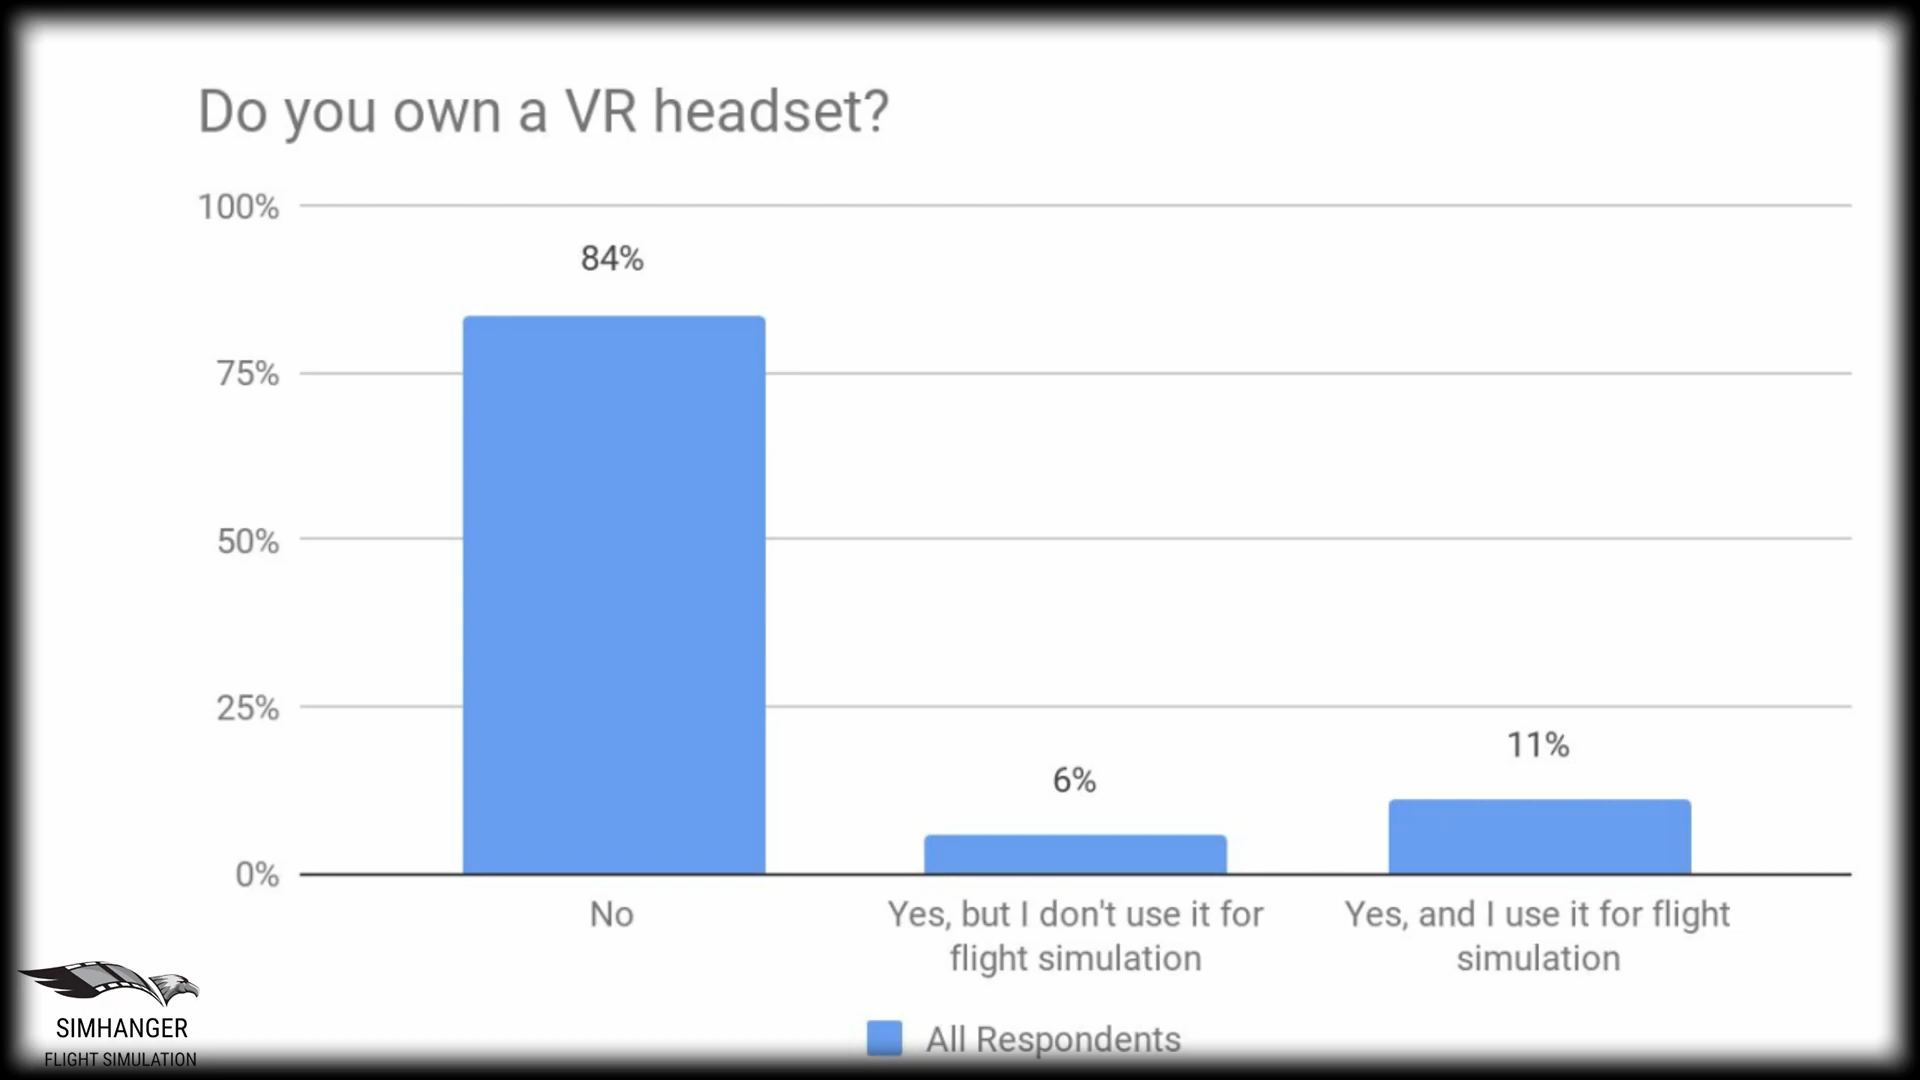 Do you own a VR headset?
100%
84%
75%
50%
25%
11%
6%
0%
No
Yes, but I don't use it for
flight simulation
Yes, and I use it for flight
simulation
All Respondents
SIMHANGER
FLIGHT SIMULATION